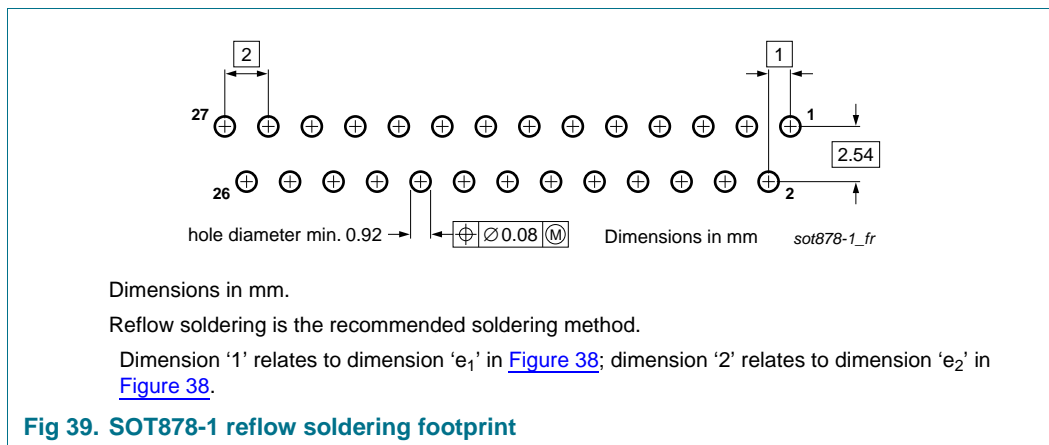 2
1
27
1
2.54
26
2
hole diameter min. 0.92
⌖ ∅ 0.08 Ⓜ
Dimensions in mm
sot878-1_fr
Dimensions in mm.
Reflow soldering is the recommended soldering method.
Dimension ‘1’ relates to dimension ‘e₁’ in Figure 38; dimension ‘2’ relates to dimension ‘e₂’ in
Figure 38.
Fig 39. SOT878-1 reflow soldering footprint